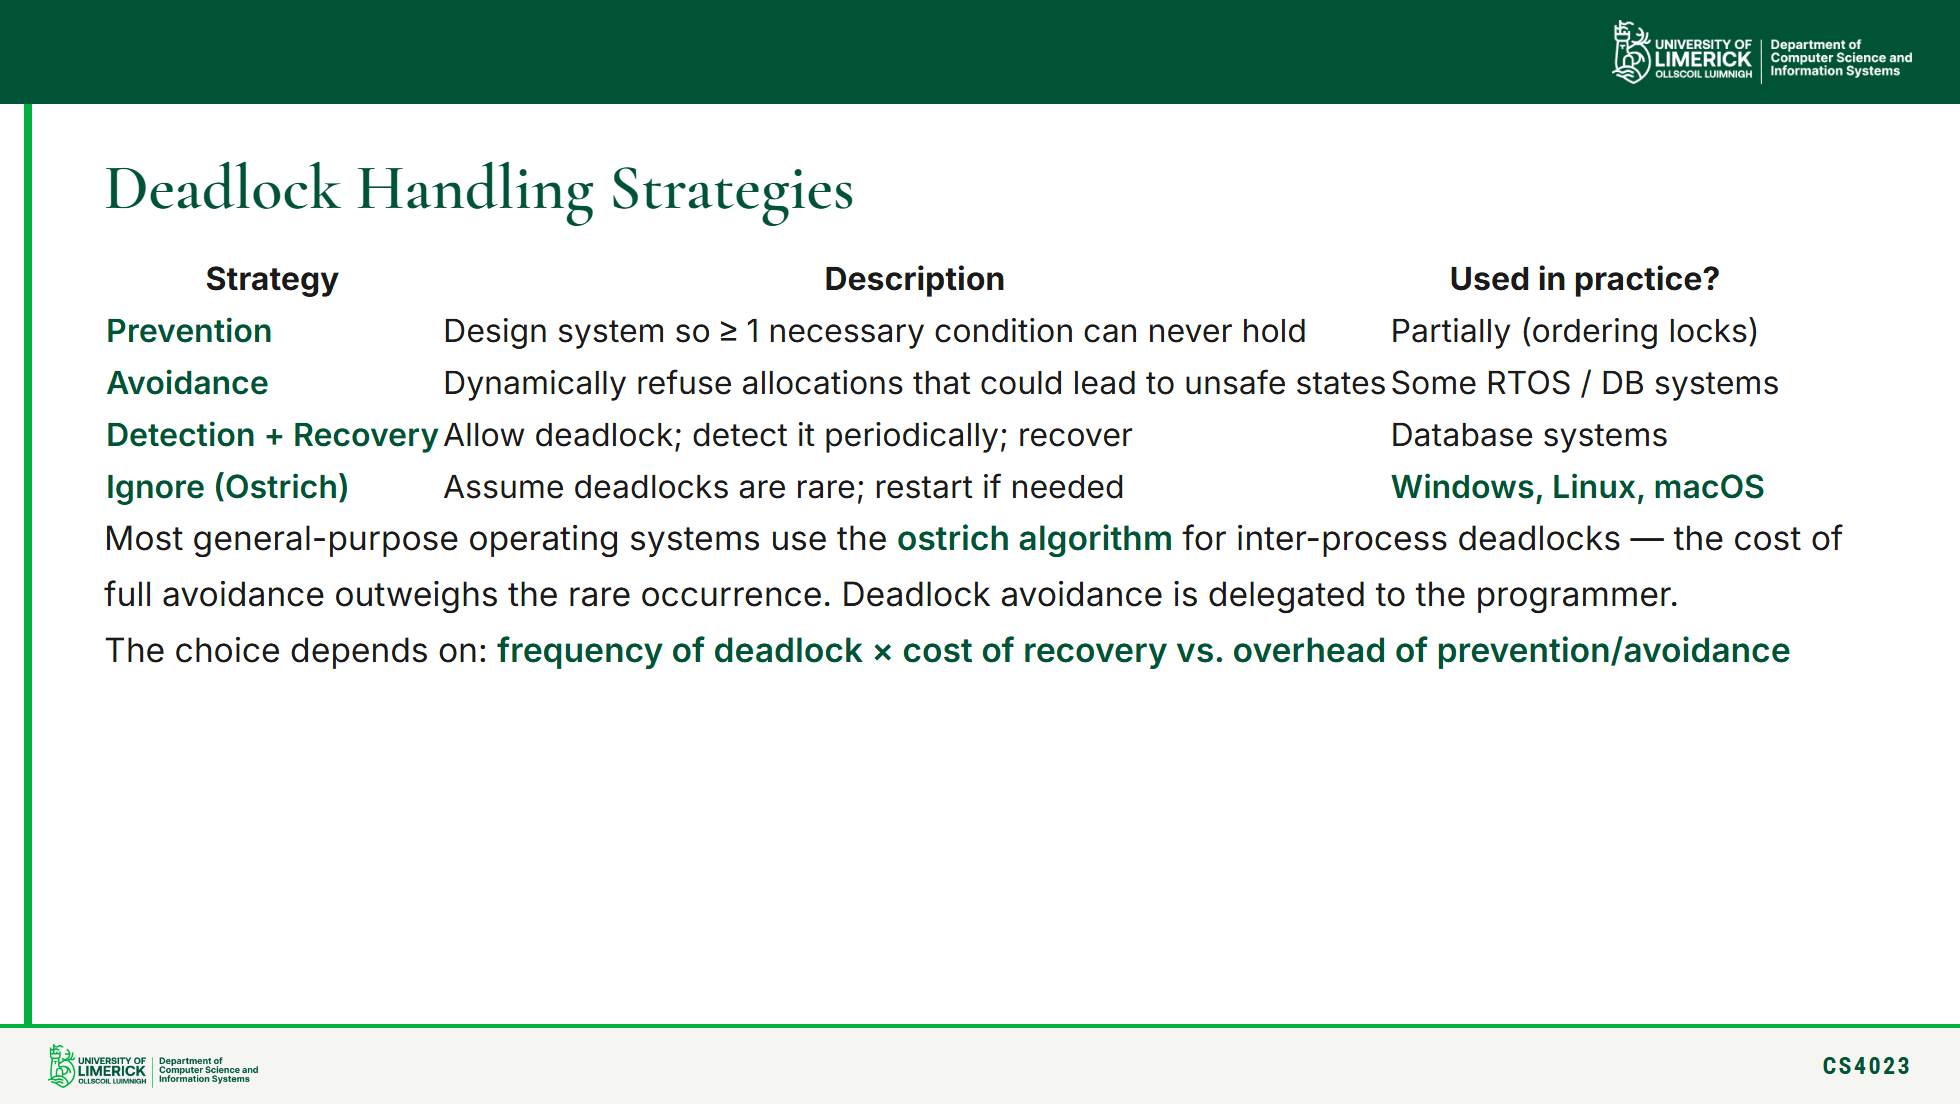 UNIVERSITY OF
LIMERICK
OLLSCOIL LUIMNIGH
Department of
Computer Science and
Information Systems
Deadlock Handling Strategies
Strategy Description Used in practice?
Prevention Design system so ≥ 1 necessary condition can never hold Partially (ordering locks)
Avoidance Dynamically refuse allocations that could lead to unsafe states Some RTOS / DB systems
Detection + Recovery Allow deadlock; detect it periodically; recover Database systems
Ignore (Ostrich) Assume deadlocks are rare; restart if needed Windows, Linux, macOS
Most general-purpose operating systems use the ostrich algorithm for inter-process deadlocks — the cost of
full avoidance outweighs the rare occurrence. Deadlock avoidance is delegated to the programmer.
The choice depends on: frequency of deadlock × cost of recovery vs. overhead of prevention/avoidance
UNIVERSITY OF
LIMERICK
OLLSCOIL LUIMNIGH
Department of
Computer Science and
Information Systems
CS4023